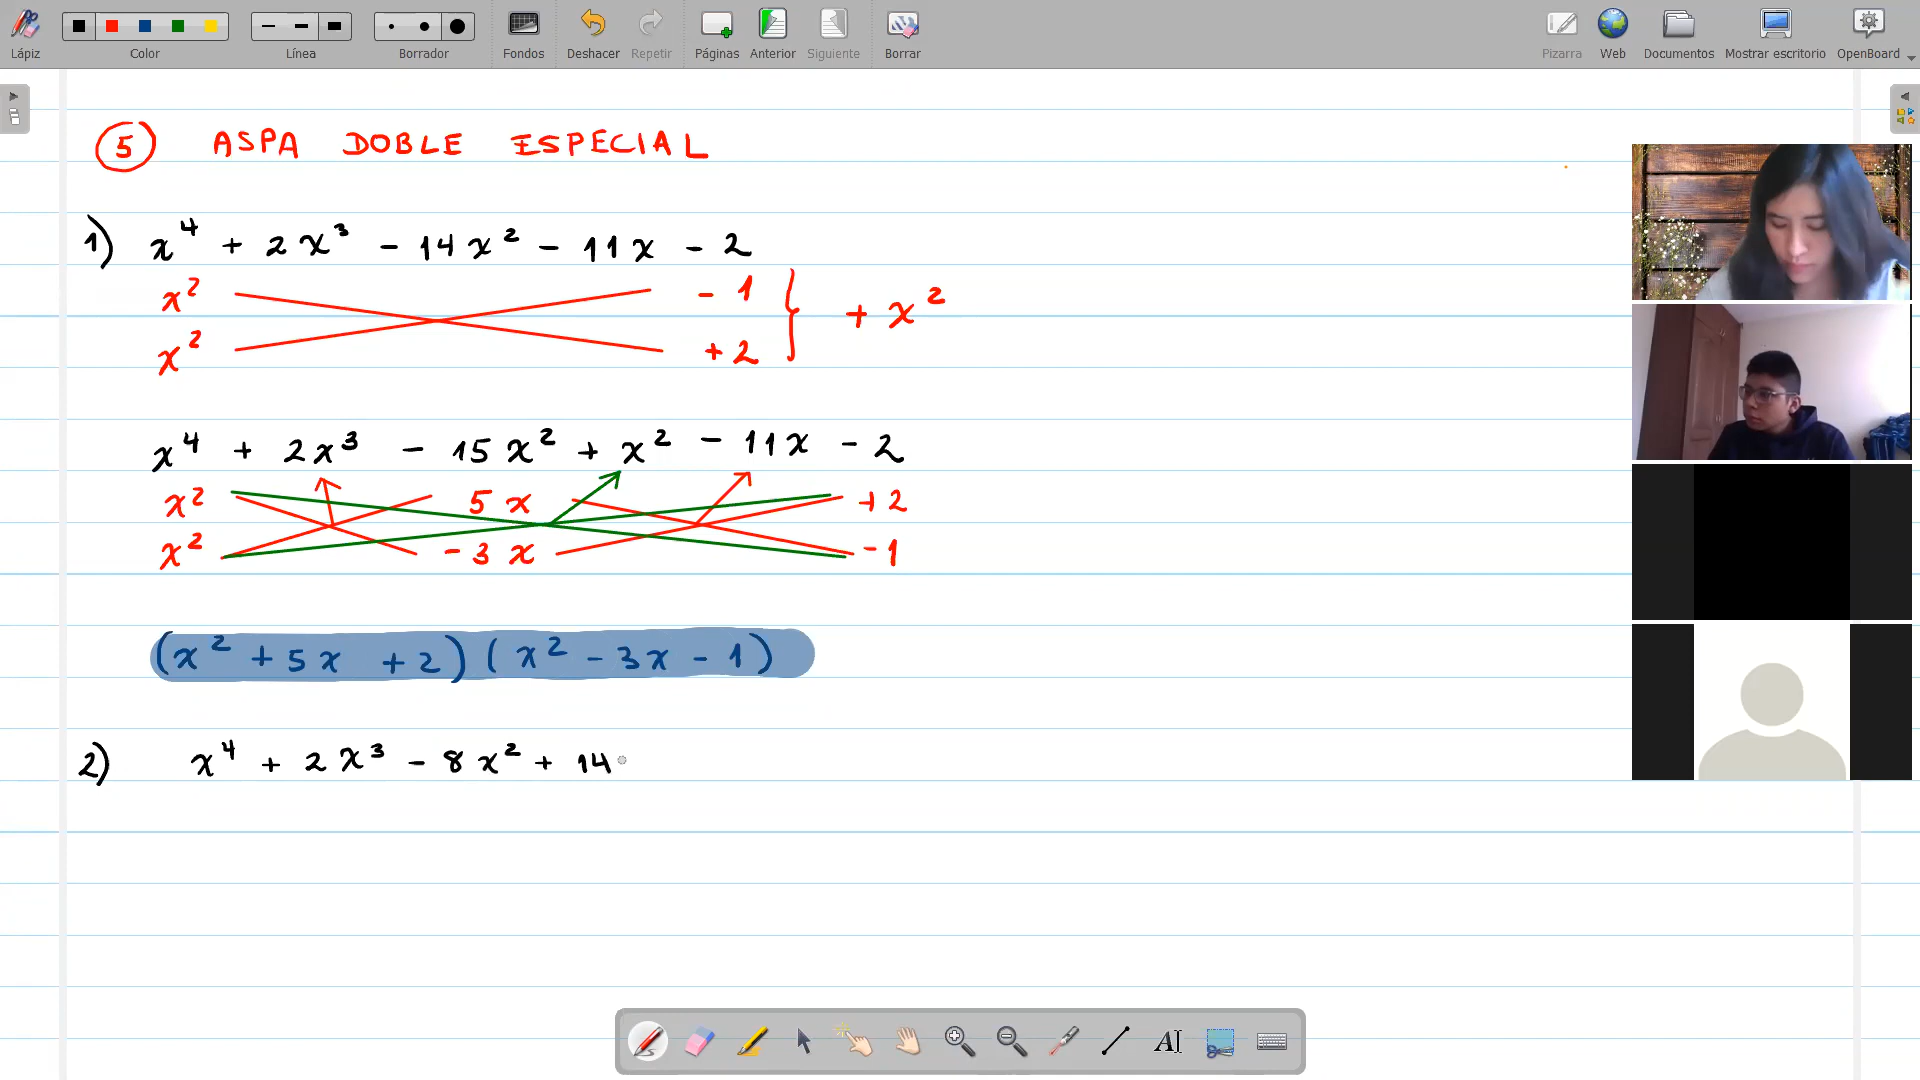 Lápiz Color Línea Borrador Fondos Deshacer Repetir Páginas Anterior Siguiente Borrar Pizarra Web Documentos Mostrar escritorio OpenBoard
5 ASPA DOBLE ESPECIAL
1) x⁴ + 2x³ - 14x² - 11x - 2
x² - 1
+ x²
x² + 2
x⁴ + 2x³ - 15x² + x² - 11x - 2
x² 5x + 2
x² - 3x - 1
(x² + 5x + 2)(x² - 3x - 1)
2) x⁴ + 2x³ - 8x² + 14